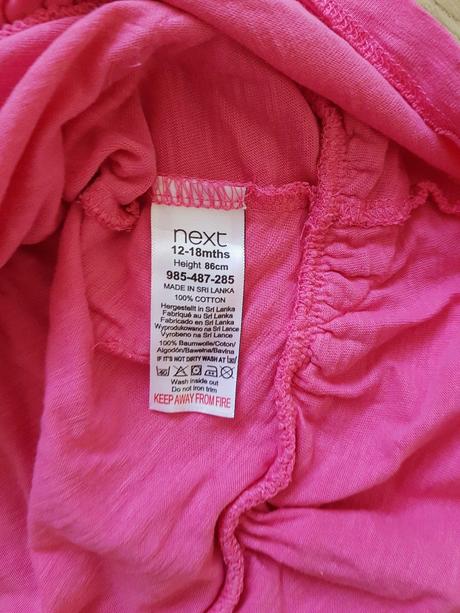 next
12-18mths
Height 86cm
985-487-285
MADE IN SRI LANKA
100% COTTON
Hergestellt in Sri Lanka
Fabriqué au Sri Lanka
Fabricado en Sri Lanka
Wyprodukowano na Sri Lance
Vyrobeno na Srí Lance
100% Baumwolle/Coton/
Algodón/Bawełna/Bavlna
IF IT'S NOT DIRTY WASH AT 30
Wash inside out
Do not iron trim
KEEP AWAY FROM FIRE